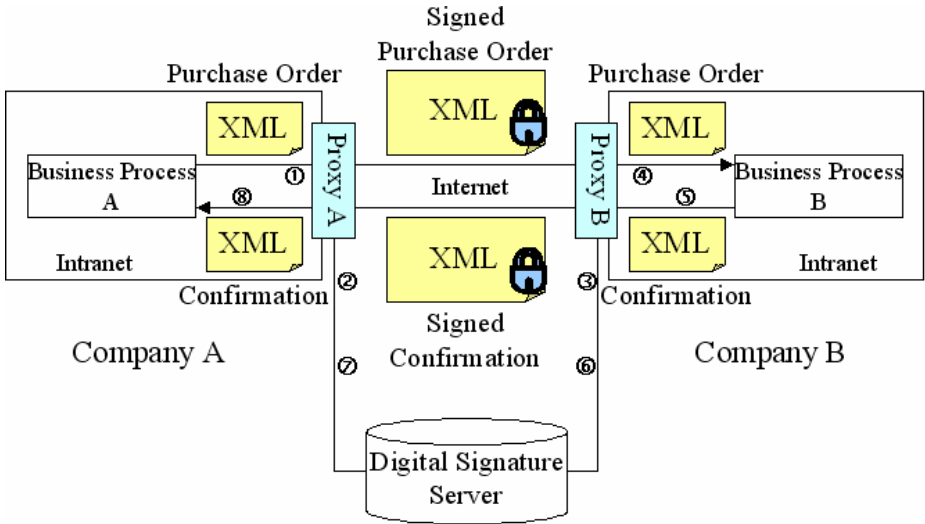 Signed
Purchase Order
Purchase Order
Purchase Order
XML
XML
XML
Business Process
A
①
Proxy A
Internet
Proxy B
④
Business Process
B
⑧
⑤
XML
XML
XML
Intranet
②
③
Intranet
Confirmation
Signed
Confirmation
Confirmation
Company A
⑦
⑥
Company B
Digital Signature
Server